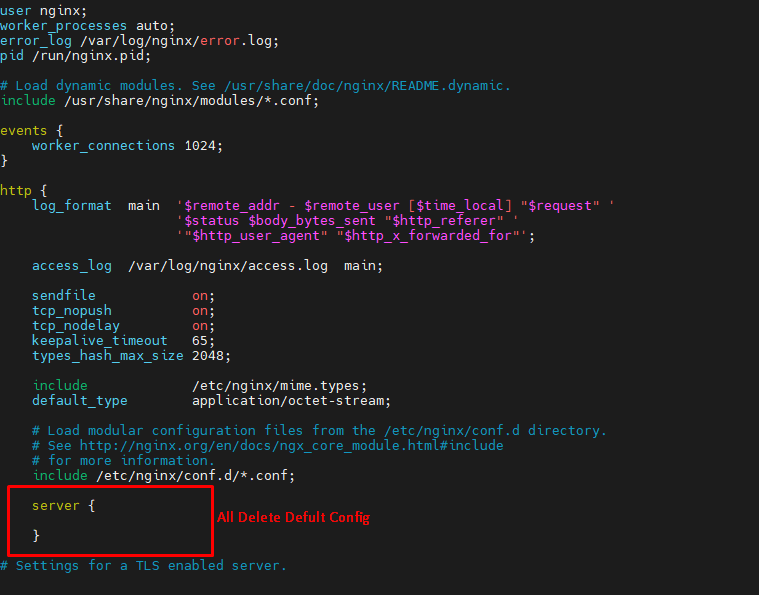 user nginx;
worker_processes auto;
error_log /var/log/nginx/error.log;
pid /run/nginx.pid;
# Load dynamic modules. See /usr/share/doc/nginx/README.dynamic.
include /usr/share/nginx/modules/*.conf;
events {
    worker_connections 1024;
}
http {
    log_format  main  '$remote_addr - $remote_user [$time_local] "$request" '
                      '$status $body_bytes_sent "$http_referer" '
                      '"$http_user_agent" "$http_x_forwarded_for"';
    access_log  /var/log/nginx/access.log  main;
    sendfile            on;
    tcp_nopush          on;
    tcp_nodelay         on;
    keepalive_timeout   65;
    types_hash_max_size 2048;
    include             /etc/nginx/mime.types;
    default_type        application/octet-stream;
    # Load modular configuration files from the /etc/nginx/conf.d directory.
    # See http://nginx.org/en/docs/ngx_core_module.html#include
    # for more information.
    include /etc/nginx/conf.d/*.conf;
    server {
All Delete Defult Config
    }
# Settings for a TLS enabled server.